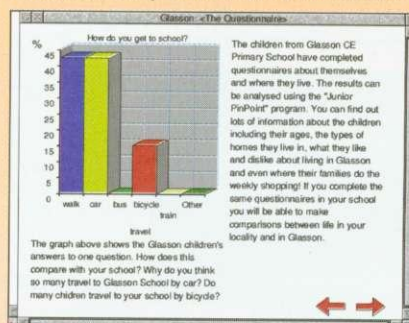 Glasson: «The Questionnaire»
How do you get to school?
%
45
40
35
30
25
20
15
10
5
0
walk car bus bicycle train Other
travel
The graph above shows the Glasson children's
answers to one question. How does this
compare with your school? Why do you think
so many travel to Glasson School by car? Do
many chidren travel to your school by bicycle?
The children from Glasson CE
Primary School have completed
questionnaires about themselves
and where they live. The results can
be analysed using the "Junior
PinPoint" program. You can find out
lots of information about the children
including their ages, the types of
homes they live in, what they like
and dislike about living in Glasson
and even where their families do the
weekly shopping! If you complete the
same questionnaires in your school
you will be able to make
comparisons between life in your
locality and in Glasson.